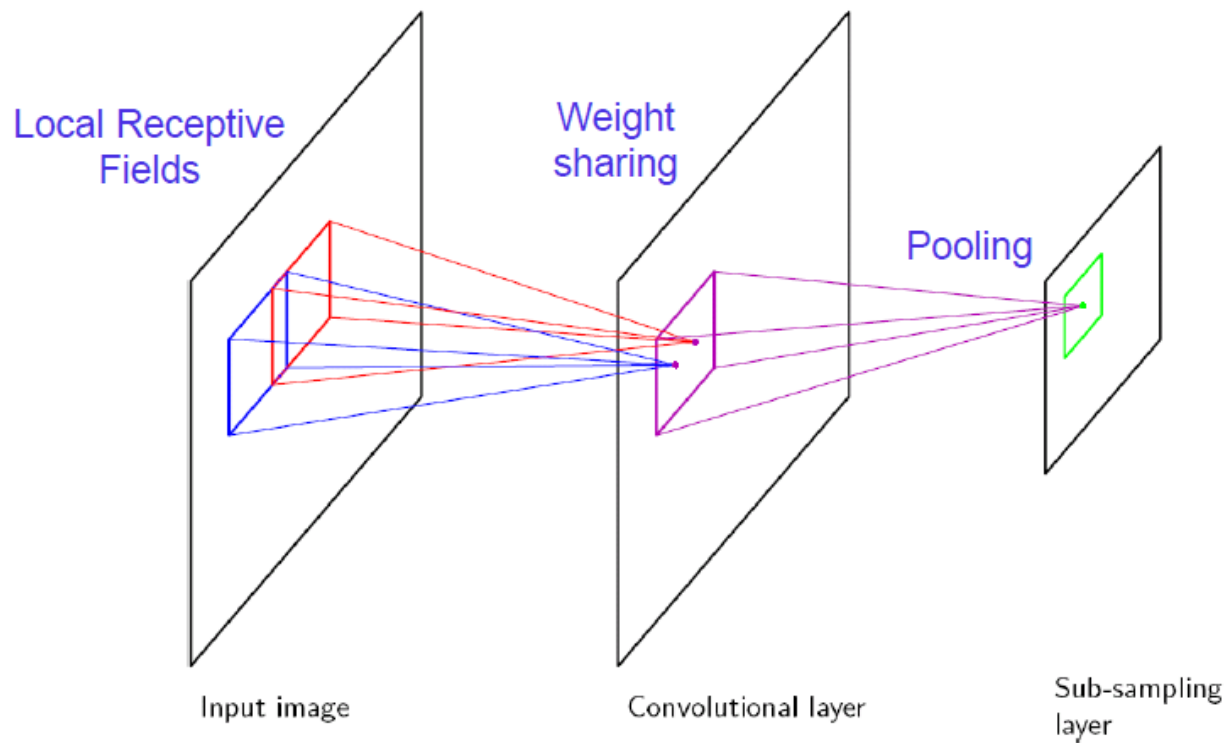 Local Receptive
Fields
Weight
sharing
Pooling
Input image
Convolutional layer
Sub-sampling
layer